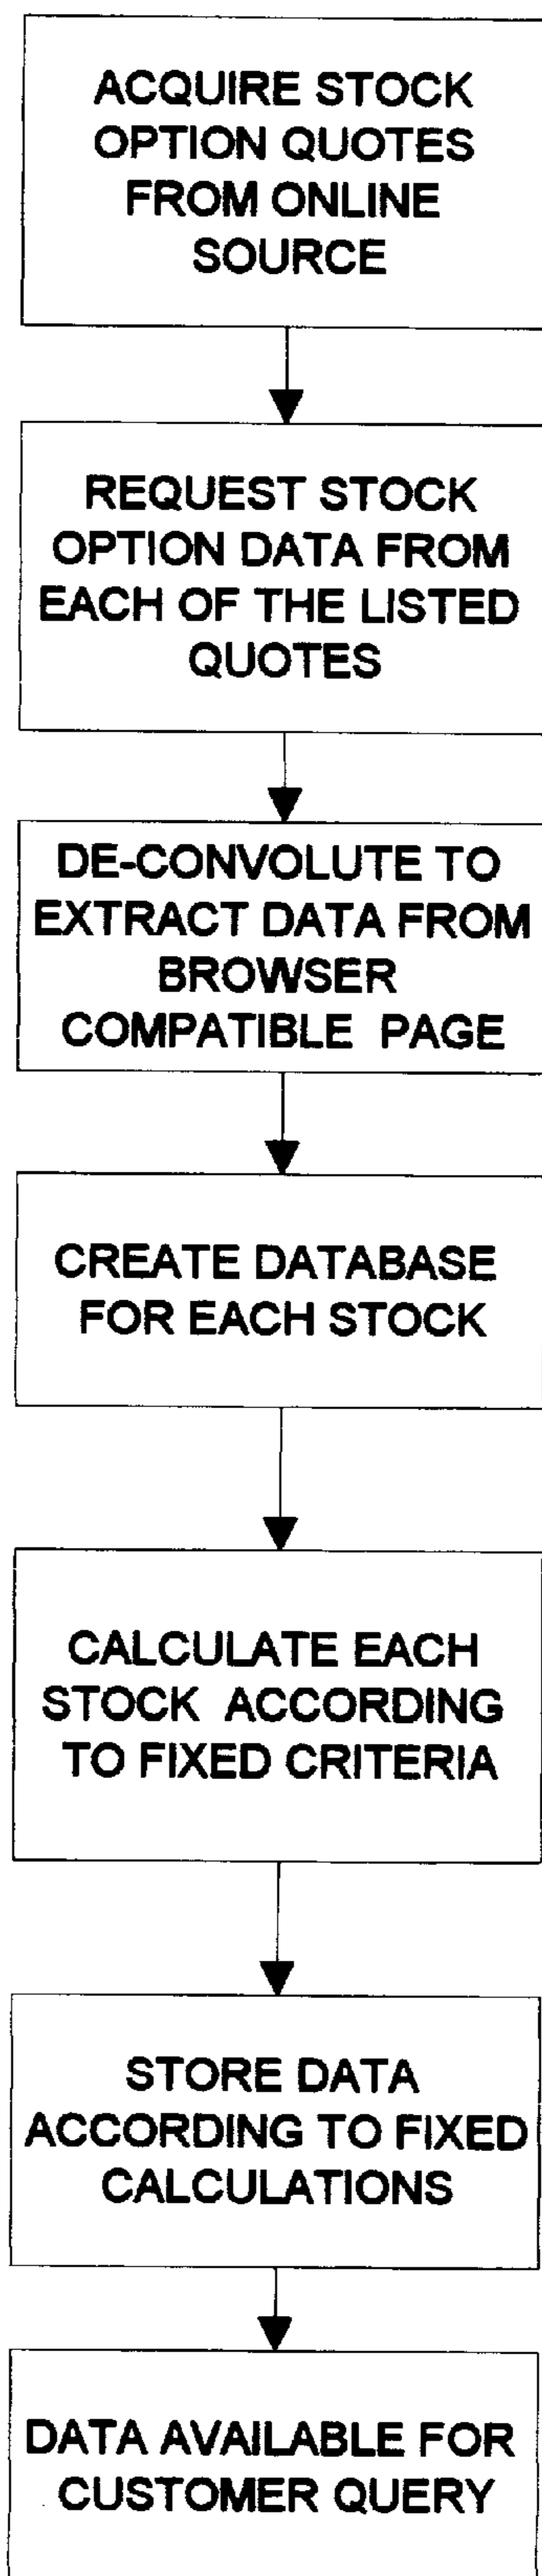 ACQUIRE STOCK
OPTION QUOTES
FROM ONLINE
SOURCE
REQUEST STOCK
OPTION DATA FROM
EACH OF THE LISTED
QUOTES
DE-CONVOLUTE TO
EXTRACT DATA FROM
BROWSER
COMPATIBLE PAGE
CREATE DATABASE
FOR EACH STOCK
CALCULATE EACH
STOCK ACCORDING
TO FIXED CRITERIA
STORE DATA
ACCORDING TO FIXED
CALCULATIONS
DATA AVAILABLE FOR
CUSTOMER QUERY